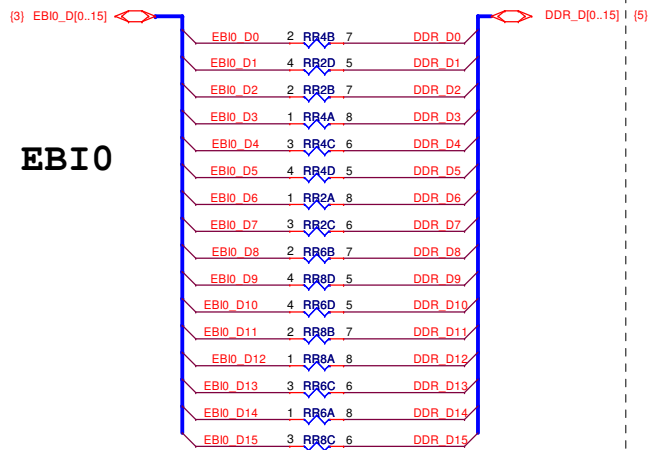 {3} EBI0_D[0..15] DDR_D[0..15] {5}
EBI0_D0 2 RR4B 7 DDR_D0
EBI0_D1 4 RR2D 5 DDR_D1
EBI0_D2 2 RR2B 7 DDR_D2
EBI0_D3 1 RR4A 8 DDR_D3
EBI0_D4 3 RR4C 6 DDR_D4
EBI0
EBI0_D5 4 RR4D 5 DDR_D5
EBI0_D6 1 RR2A 8 DDR_D6
EBI0_D7 3 RR2C 6 DDR_D7
EBI0_D8 2 RR6B 7 DDR_D8
EBI0_D9 4 RR8D 5 DDR_D9
EBI0_D10 4 RR6D 5 DDR_D10
EBI0_D11 2 RR8B 7 DDR_D11
EBI0_D12 1 RR8A 8 DDR_D12
EBI0_D13 3 RR6C 6 DDR_D13
EBI0_D14 1 RR6A 8 DDR_D14
EBI0_D15 3 RR8C 6 DDR_D15